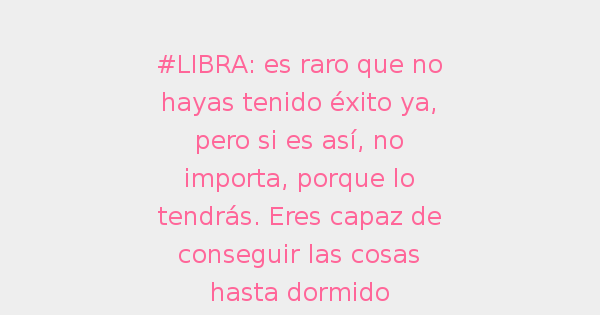 #LIBRA: es raro que no
hayas tenido éxito ya,
pero si es así, no
importa, porque lo
tendrás. Eres capaz de
conseguir las cosas
hasta dormido